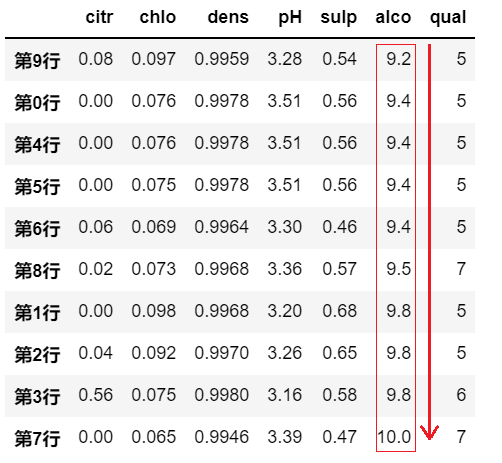 citr chlo dens pH sulp alco qual
第9行 0.08 0.097 0.9959 3.28 0.54 9.2 5
第0行 0.00 0.076 0.9978 3.51 0.56 9.4 5
第4行 0.00 0.076 0.9978 3.51 0.56 9.4 5
第5行 0.00 0.075 0.9978 3.51 0.56 9.4 5
第6行 0.06 0.069 0.9964 3.30 0.46 9.4 5
第8行 0.02 0.073 0.9968 3.36 0.57 9.5 7
第1行 0.00 0.098 0.9968 3.20 0.68 9.8 5
第2行 0.04 0.092 0.9970 3.26 0.65 9.8 5
第3行 0.56 0.075 0.9980 3.16 0.58 9.8 6
第7行 0.00 0.065 0.9946 3.39 0.47 10.0 7